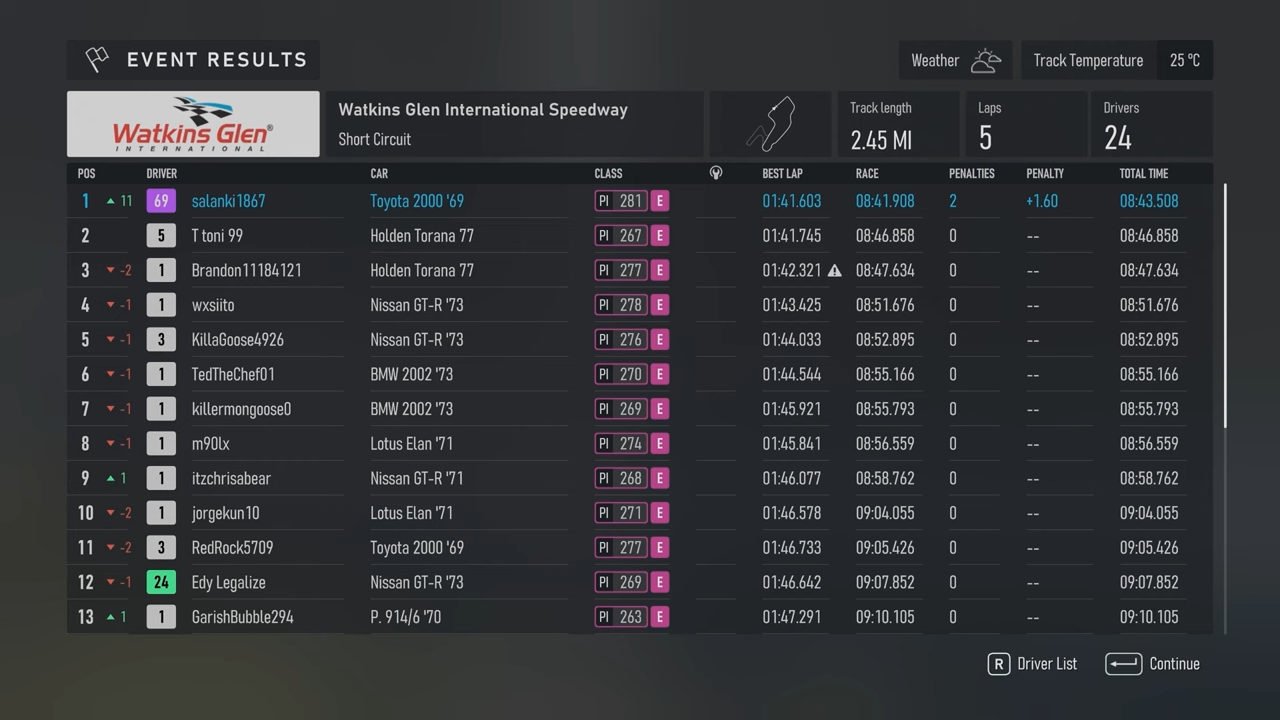 EVENT RESULTS
Weather Track Temperature 25 °C
Watkins Glen®
INTERNATIONAL
Watkins Glen International Speedway
Short Circuit
Track length
2.45 MI
Laps
5
Drivers
24
POS DRIVER CAR CLASS BEST LAP RACE PENALTIES PENALTY TOTAL TIME
1 11 69 salanki1867 Toyota 2000 '69 PI 281 E 01:41.603 08:41.908 2 +1.60 08:43.508
2 5 T toni 99 Holden Torana 77 PI 267 E 01:41.745 08:46.858 0 -- 08:46.858
3 -2 1 Brandon11184121 Holden Torana 77 PI 277 E 01:42.321 08:47.634 0 -- 08:47.634
4 -1 1 wxsiito Nissan GT-R '73 PI 278 E 01:43.425 08:51.676 0 -- 08:51.676
5 -1 3 KillaGoose4926 Nissan GT-R '73 PI 276 E 01:44.033 08:52.895 0 -- 08:52.895
6 -1 1 TedTheChef01 BMW 2002 '73 PI 270 E 01:44.544 08:55.166 0 -- 08:55.166
7 -1 1 killermongoose0 BMW 2002 '73 PI 269 E 01:45.921 08:55.793 0 -- 08:55.793
8 -1 1 m90lx Lotus Elan '71 PI 274 E 01:45.841 08:56.559 0 -- 08:56.559
9 1 1 itzchrisabear Nissan GT-R '71 PI 268 E 01:46.077 08:58.762 0 -- 08:58.762
10 -2 1 jorgekun10 Lotus Elan '71 PI 271 E 01:46.578 09:04.055 0 -- 09:04.055
11 -2 3 RedRock5709 Toyota 2000 '69 PI 277 E 01:46.733 09:05.426 0 -- 09:05.426
12 -1 24 Edy Legalize Nissan GT-R '73 PI 269 E 01:46.642 09:07.852 0 -- 09:07.852
13 1 1 GarishBubble294 P. 914/6 '70 PI 263 E 01:47.291 09:10.105 0 -- 09:10.105
R Driver List Continue